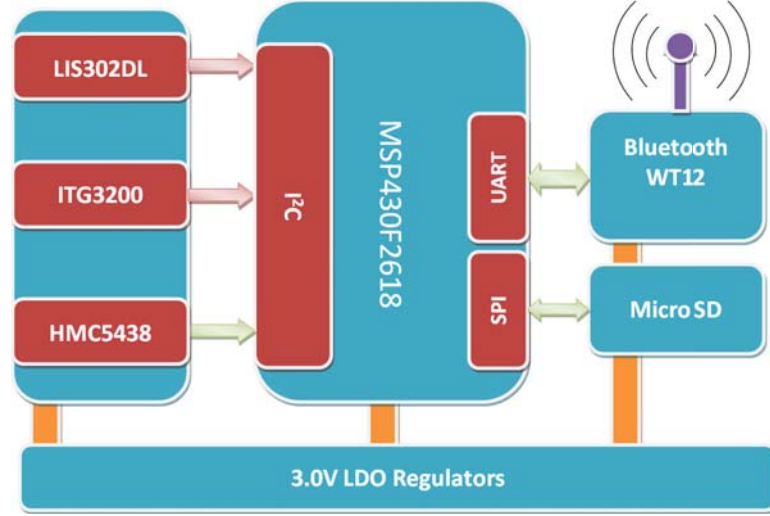 LIS302DL
ITG3200
HMC5438
I²C
MSP430F2618
UART
SPI
Bluetooth
WT12
Micro SD
3.0V LDO Regulators